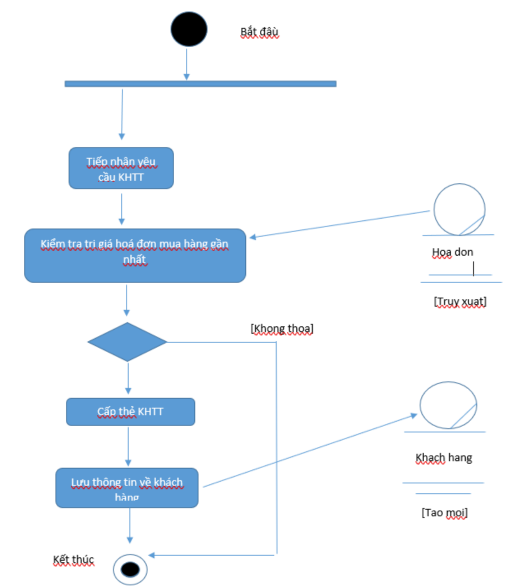 Bắt đầu
Tiếp nhận yêu
cầu KHTT
Kiểm tra trị giá hoá đơn mua hàng gần
nhất
Hoa don
[Truy xuat]
[Khong thoa]
Cấp thẻ KHTT
Lưu thông tin về khách
hàng
Khach hang
[Tao moi]
Kết thúc